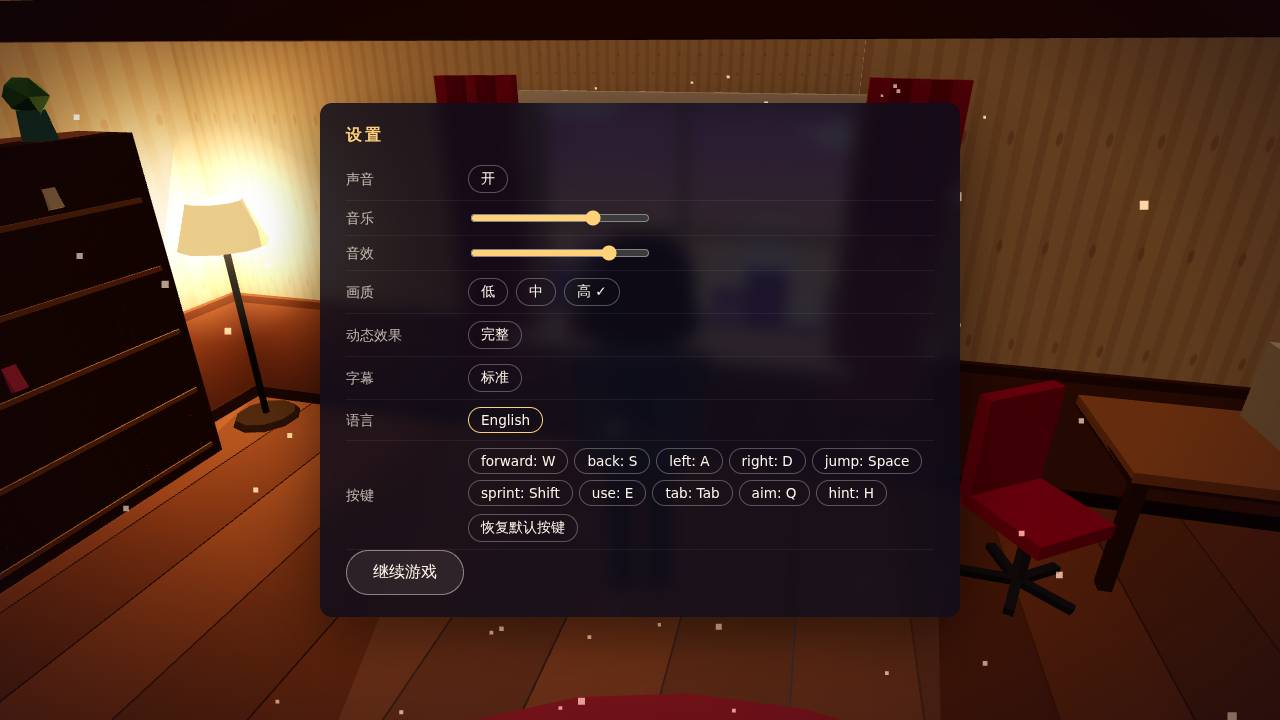 设置
声音 开
音乐
音效
画质 低 中 高 ✓
动态效果 完整
字幕 标准
语言 English
forward: W back: S left: A right: D jump: Space
按键 sprint: Shift use: E tab: Tab aim: Q hint: H
恢复默认按键
继续游戏